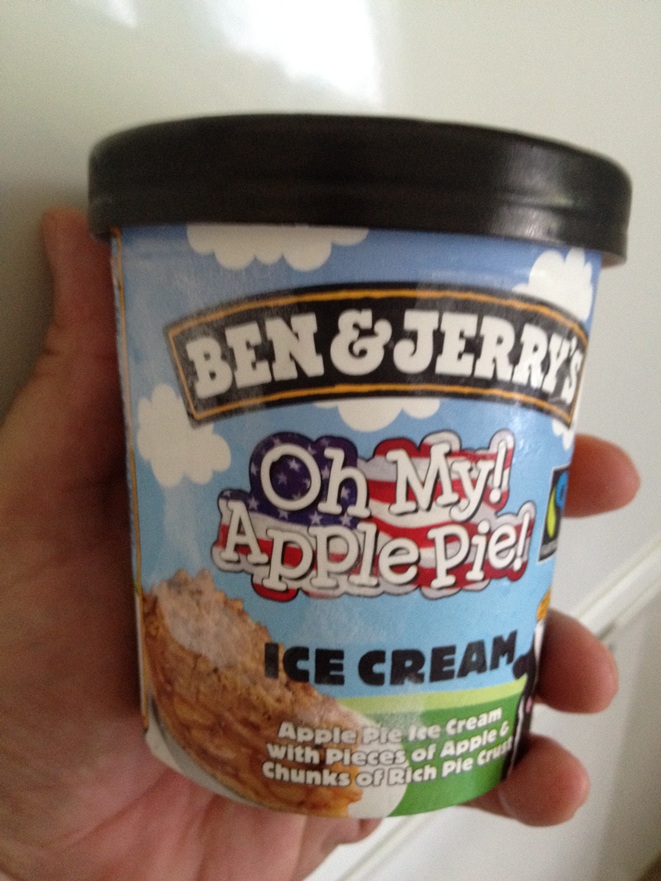 BEN & JERRY'S
Oh My!
Apple Pie!
ICE CREAM
Apple Pie Ice Cream
with Pieces of Apple &
Chunks of Rich Pie Crust